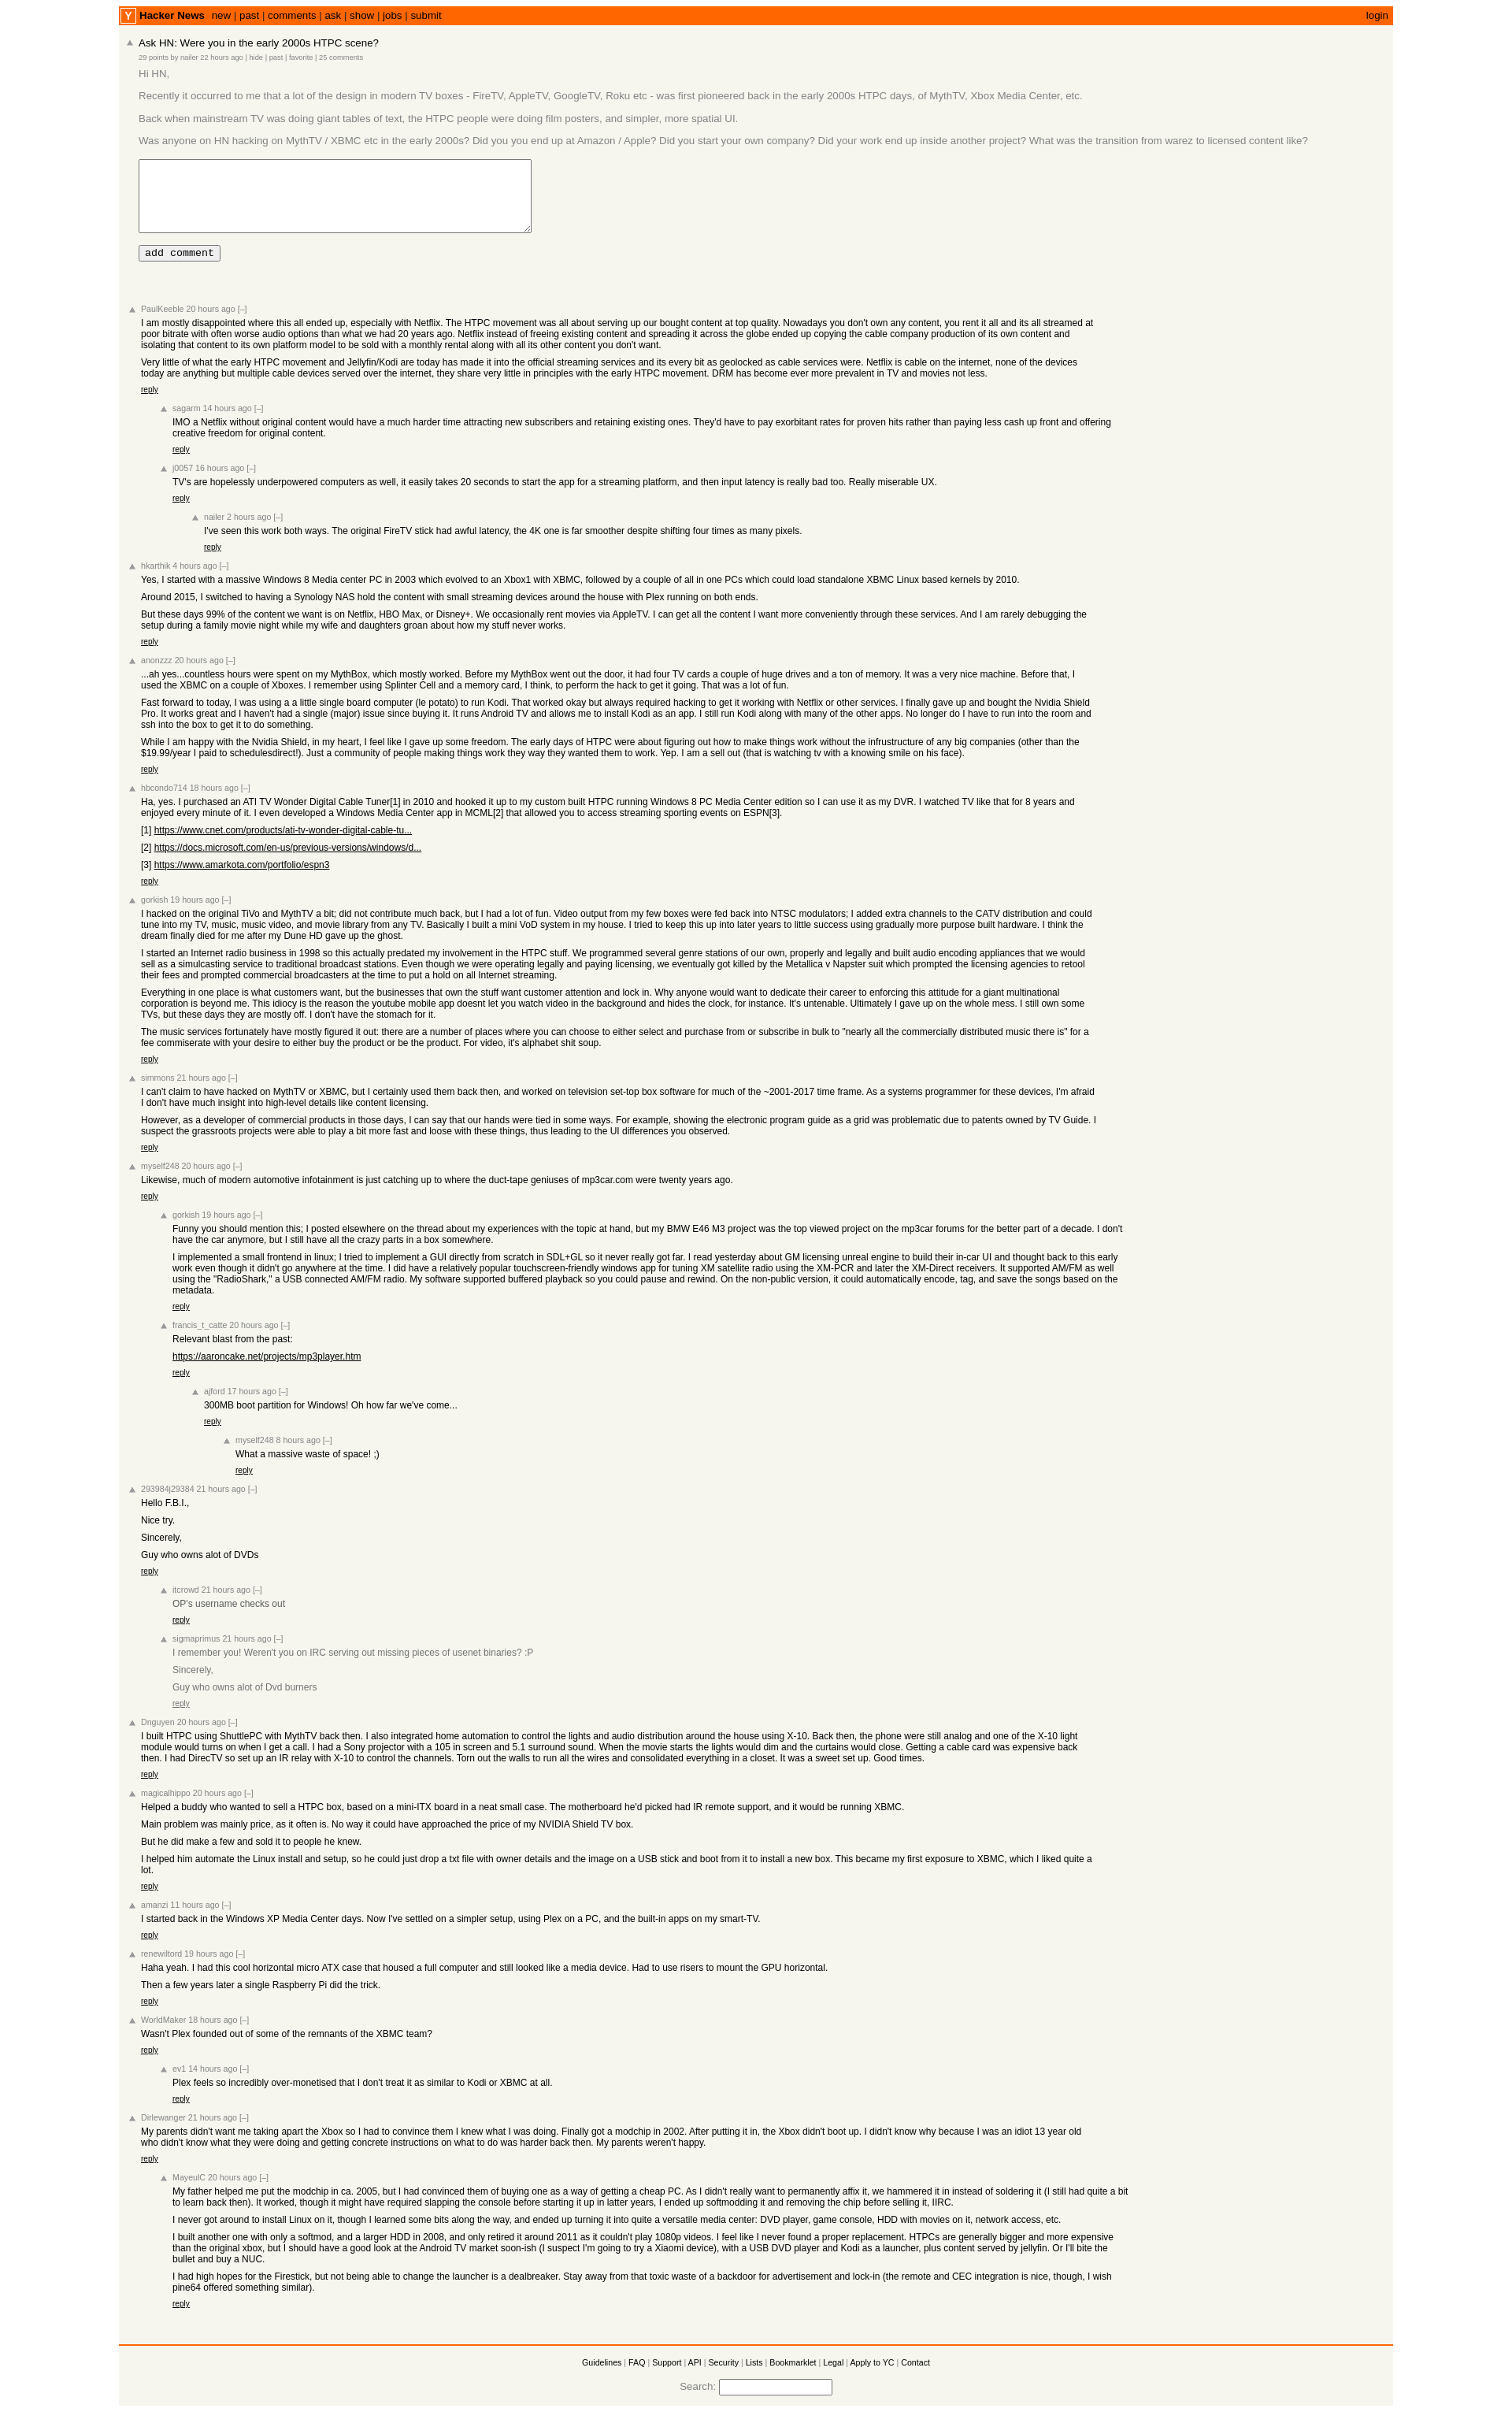 Y Hacker News new | past | comments | ask | show | jobs | submit login
Ask HN: Were you in the early 2000s HTPC scene?
29 points by nailer 22 hours ago | hide | past | favorite | 25 comments
Hi HN,
Recently it occurred to me that a lot of the design in modern TV boxes - FireTV, AppleTV, GoogleTV, Roku etc - was first pioneered back in the early 2000s HTPC days, of MythTV, Xbox Media Center, etc.
Back when mainstream TV was doing giant tables of text, the HTPC people were doing film posters, and simpler, more spatial UI.
Was anyone on HN hacking on MythTV / XBMC etc in the early 2000s? Did you you end up at Amazon / Apple? Did you start your own company? Did your work end up inside another project? What was the transition from warez to licensed content like?
add comment
PaulKeeble 20 hours ago [–]
I am mostly disappointed where this all ended up, especially with Netflix. The HTPC movement was all about serving up our bought content at top quality. Nowadays you don't own any content, you rent it all and its all streamed at
poor bitrate with often worse audio options than what we had 20 years ago. Netflix instead of freeing existing content and spreading it across the globe ended up copying the cable company production of its own content and
isolating that content to its own platform model to be sold with a monthly rental along with all its other content you don't want.
Very little of what the early HTPC movement and Jellyfin/Kodi are today has made it into the official streaming services and its every bit as geolocked as cable services were. Netflix is cable on the internet, none of the devices
today are anything but multiple cable devices served over the internet, they share very little in principles with the early HTPC movement. DRM has become ever more prevalent in TV and movies not less.
reply
sagarm 14 hours ago [–]
IMO a Netflix without original content would have a much harder time attracting new subscribers and retaining existing ones. They'd have to pay exorbitant rates for proven hits rather than paying less cash up front and offering
creative freedom for original content.
reply
j0057 16 hours ago [–]
TV's are hopelessly underpowered computers as well, it easily takes 20 seconds to start the app for a streaming platform, and then input latency is really bad too. Really miserable UX.
reply
nailer 2 hours ago [–]
I've seen this work both ways. The original FireTV stick had awful latency, the 4K one is far smoother despite shifting four times as many pixels.
reply
hkarthik 4 hours ago [–]
Yes, I started with a massive Windows 8 Media center PC in 2003 which evolved to an Xbox1 with XBMC, followed by a couple of all in one PCs which could load standalone XBMC Linux based kernels by 2010.
Around 2015, I switched to having a Synology NAS hold the content with small streaming devices around the house with Plex running on both ends.
But these days 99% of the content we want is on Netflix, HBO Max, or Disney+. We occasionally rent movies via AppleTV. I can get all the content I want more conveniently through these services. And I am rarely debugging the
setup during a family movie night while my wife and daughters groan about how my stuff never works.
reply
anonzzz 20 hours ago [–]
...ah yes...countless hours were spent on my MythBox, which mostly worked. Before my MythBox went out the door, it had four TV cards a couple of huge drives and a ton of memory. It was a very nice machine. Before that, I
used the XBMC on a couple of Xboxes. I remember using Splinter Cell and a memory card, I think, to perform the hack to get it going. That was a lot of fun.
Fast forward to today, I was using a a little single board computer (le potato) to run Kodi. That worked okay but always required hacking to get it working with Netflix or other services. I finally gave up and bought the Nvidia Shield
Pro. It works great and I haven't had a single (major) issue since buying it. It runs Android TV and allows me to install Kodi as an app. I still run Kodi along with many of the other apps. No longer do I have to run into the room and
ssh into the box to get it to do something.
While I am happy with the Nvidia Shield, in my heart, I feel like I gave up some freedom. The early days of HTPC were about figuring out how to make things work without the infrustructure of any big companies (other than the
$19.99/year I paid to schedulesdirect!). Just a community of people making things work they way they wanted them to work. Yep. I am a sell out (that is watching tv with a knowing smile on his face).
reply
hbcondo714 18 hours ago [–]
Ha, yes. I purchased an ATI TV Wonder Digital Cable Tuner[1] in 2010 and hooked it up to my custom built HTPC running Windows 8 PC Media Center edition so I can use it as my DVR. I watched TV like that for 8 years and
enjoyed every minute of it. I even developed a Windows Media Center app in MCML[2] that allowed you to access streaming sporting events on ESPN[3].
[1] https://www.cnet.com/products/ati-tv-wonder-digital-cable-tu...
[2] https://docs.microsoft.com/en-us/previous-versions/windows/d...
[3] https://www.amarkota.com/portfolio/espn3
reply
gorkish 19 hours ago [–]
I hacked on the original TiVo and MythTV a bit; did not contribute much back, but I had a lot of fun. Video output from my few boxes were fed back into NTSC modulators; I added extra channels to the CATV distribution and could
tune into my TV, music, music video, and movie library from any TV. Basically I built a mini VoD system in my house. I tried to keep this up into later years to little success using gradually more purpose built hardware. I think the
dream finally died for me after my Dune HD gave up the ghost.
I started an Internet radio business in 1998 so this actually predated my involvement in the HTPC stuff. We programmed several genre stations of our own, properly and legally and built audio encoding appliances that we would
sell as a simulcasting service to traditional broadcast stations. Even though we were operating legally and paying licensing, we eventually got killed by the Metallica v Napster suit which prompted the licensing agencies to retool
their fees and prompted commercial broadcasters at the time to put a hold on all Internet streaming.
Everything in one place is what customers want, but the businesses that own the stuff want customer attention and lock in. Why anyone would want to dedicate their career to enforcing this attitude for a giant multinational
corporation is beyond me. This idiocy is the reason the youtube mobile app doesnt let you watch video in the background and hides the clock, for instance. It's untenable. Ultimately I gave up on the whole mess. I still own some
TVs, but these days they are mostly off. I don't have the stomach for it.
The music services fortunately have mostly figured it out: there are a number of places where you can choose to either select and purchase from or subscribe in bulk to "nearly all the commercially distributed music there is" for a
fee commiserate with your desire to either buy the product or be the product. For video, it's alphabet shit soup.
reply
simmons 21 hours ago [–]
I can't claim to have hacked on MythTV or XBMC, but I certainly used them back then, and worked on television set-top box software for much of the ~2001-2017 time frame. As a systems programmer for these devices, I'm afraid
I don't have much insight into high-level details like content licensing.
However, as a developer of commercial products in those days, I can say that our hands were tied in some ways. For example, showing the electronic program guide as a grid was problematic due to patents owned by TV Guide. I
suspect the grassroots projects were able to play a bit more fast and loose with these things, thus leading to the UI differences you observed.
reply
myself248 20 hours ago [–]
Likewise, much of modern automotive infotainment is just catching up to where the duct-tape geniuses of mp3car.com were twenty years ago.
reply
gorkish 19 hours ago [–]
Funny you should mention this; I posted elsewhere on the thread about my experiences with the topic at hand, but my BMW E46 M3 project was the top viewed project on the mp3car forums for the better part of a decade. I don't
have the car anymore, but I still have all the crazy parts in a box somewhere.
I implemented a small frontend in linux; I tried to implement a GUI directly from scratch in SDL+GL so it never really got far. I read yesterday about GM licensing unreal engine to build their in-car UI and thought back to this early
work even though it didn't go anywhere at the time. I did have a relatively popular touchscreen-friendly windows app for tuning XM satellite radio using the XM-PCR and later the XM-Direct receivers. It supported AM/FM as well
using the "RadioShark," a USB connected AM/FM radio. My software supported buffered playback so you could pause and rewind. On the non-public version, it could automatically encode, tag, and save the songs based on the
metadata.
reply
francis_t_catte 20 hours ago [–]
Relevant blast from the past:
https://aaroncake.net/projects/mp3player.htm
reply
ajford 17 hours ago [–]
300MB boot partition for Windows! Oh how far we've come...
reply
myself248 8 hours ago [–]
What a massive waste of space! ;)
reply
293984j29384 21 hours ago [–]
Hello F.B.I.,
Nice try.
Sincerely,
Guy who owns alot of DVDs
reply
itcrowd 21 hours ago [–]
OP's username checks out
reply
sigmaprimus 21 hours ago [–]
I remember you! Weren't you on IRC serving out missing pieces of usenet binaries? :P
Sincerely,
Guy who owns alot of Dvd burners
reply
Dnguyen 20 hours ago [–]
I built HTPC using ShuttlePC with MythTV back then. I also integrated home automation to control the lights and audio distribution around the house using X-10. Back then, the phone were still analog and one of the X-10 light
module would turns on when I get a call. I had a Sony projector with a 105 in screen and 5.1 surround sound. When the movie starts the lights would dim and the curtains would close. Getting a cable card was expensive back
then. I had DirecTV so set up an IR relay with X-10 to control the channels. Torn out the walls to run all the wires and consolidated everything in a closet. It was a sweet set up. Good times.
reply
magicalhippo 20 hours ago [–]
Helped a buddy who wanted to sell a HTPC box, based on a mini-ITX board in a neat small case. The motherboard he'd picked had IR remote support, and it would be running XBMC.
Main problem was mainly price, as it often is. No way it could have approached the price of my NVIDIA Shield TV box.
But he did make a few and sold it to people he knew.
I helped him automate the Linux install and setup, so he could just drop a txt file with owner details and the image on a USB stick and boot from it to install a new box. This became my first exposure to XBMC, which I liked quite a
lot.
reply
amanzi 11 hours ago [–]
I started back in the Windows XP Media Center days. Now I've settled on a simpler setup, using Plex on a PC, and the built-in apps on my smart-TV.
reply
renewiltord 19 hours ago [–]
Haha yeah. I had this cool horizontal micro ATX case that housed a full computer and still looked like a media device. Had to use risers to mount the GPU horizontal.
Then a few years later a single Raspberry Pi did the trick.
reply
WorldMaker 18 hours ago [–]
Wasn't Plex founded out of some of the remnants of the XBMC team?
reply
ev1 14 hours ago [–]
Plex feels so incredibly over-monetised that I don't treat it as similar to Kodi or XBMC at all.
reply
Dirlewanger 21 hours ago [–]
My parents didn't want me taking apart the Xbox so I had to convince them I knew what I was doing. Finally got a modchip in 2002. After putting it in, the Xbox didn't boot up. I didn't know why because I was an idiot 13 year old
who didn't know what they were doing and getting concrete instructions on what to do was harder back then. My parents weren't happy.
reply
MayeulC 20 hours ago [–]
My father helped me put the modchip in ca. 2005, but I had convinced them of buying one as a way of getting a cheap PC. As I didn't really want to permanently affix it, we hammered it in instead of soldering it (I still had quite a bit
to learn back then). It worked, though it might have required slapping the console before starting it up in latter years, I ended up softmodding it and removing the chip before selling it, IIRC.
I never got around to install Linux on it, though I learned some bits along the way, and ended up turning it into quite a versatile media center: DVD player, game console, HDD with movies on it, network access, etc.
I built another one with only a softmod, and a larger HDD in 2008, and only retired it around 2011 as it couldn't play 1080p videos. I feel like I never found a proper replacement. HTPCs are generally bigger and more expensive
than the original xbox, but I should have a good look at the Android TV market soon-ish (I suspect I'm going to try a Xiaomi device), with a USB DVD player and Kodi as a launcher, plus content served by jellyfin. Or I'll bite the
bullet and buy a NUC.
I had high hopes for the Firestick, but not being able to change the launcher is a dealbreaker. Stay away from that toxic waste of a backdoor for advertisement and lock-in (the remote and CEC integration is nice, though, I wish
pine64 offered something similar).
reply
Guidelines | FAQ | Support | API | Security | Lists | Bookmarklet | Legal | Apply to YC | Contact
Search: